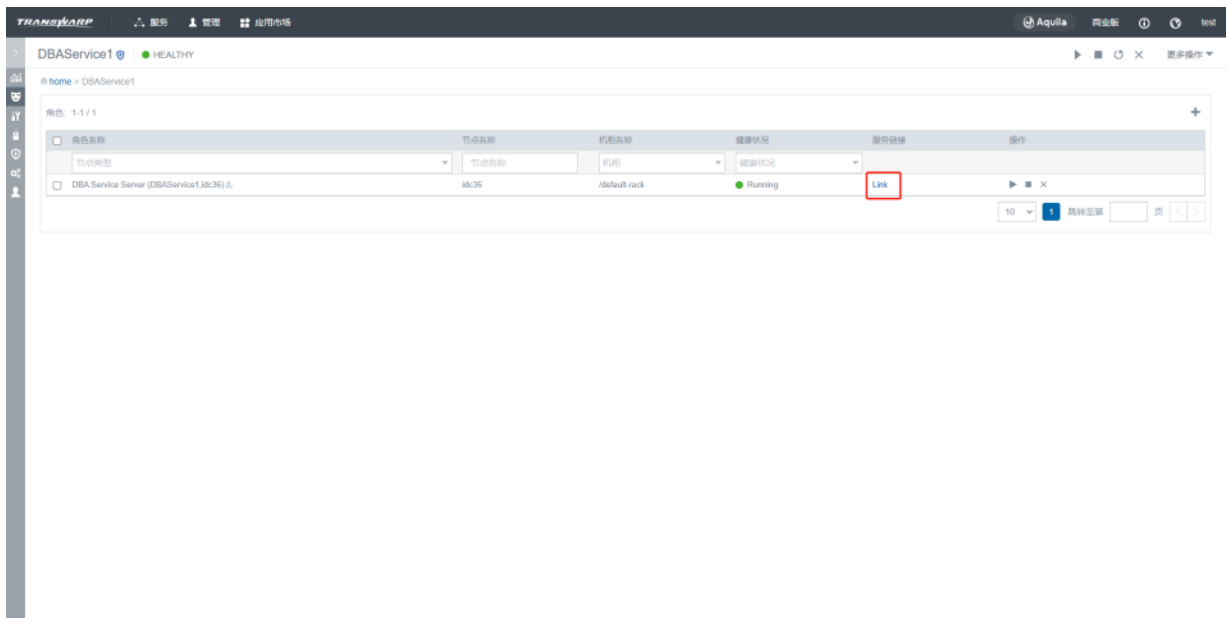 TRANSWARP 服务 管理 应用市场 Aquila 商业版 test
DBAService1 HEALTHY 更多操作
home > DBAService1
角色: 1-1 / 1
角色名称 节点名称 机柜名称 健康状况 服务链接 操作
节点类型 节点名称 机柜 健康状况
DBA Service Server (DBAService1,idc36) idc36 /default-rack Running Link
10 1 跳转至第 页